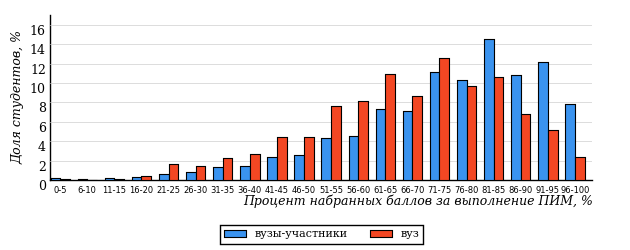 Доля студентов, %
16
14
12
10
8
6
4
2
0
0-5 6-10 11-15 16-20 21-25 26-30 31-35 36-40 41-45 46-50 51-55 56-60 61-65 66-70 71-75 76-80 81-85 86-90 91-95 96-100
Процент набранных баллов за выполнение ПИМ, %
вузы-участники вуз